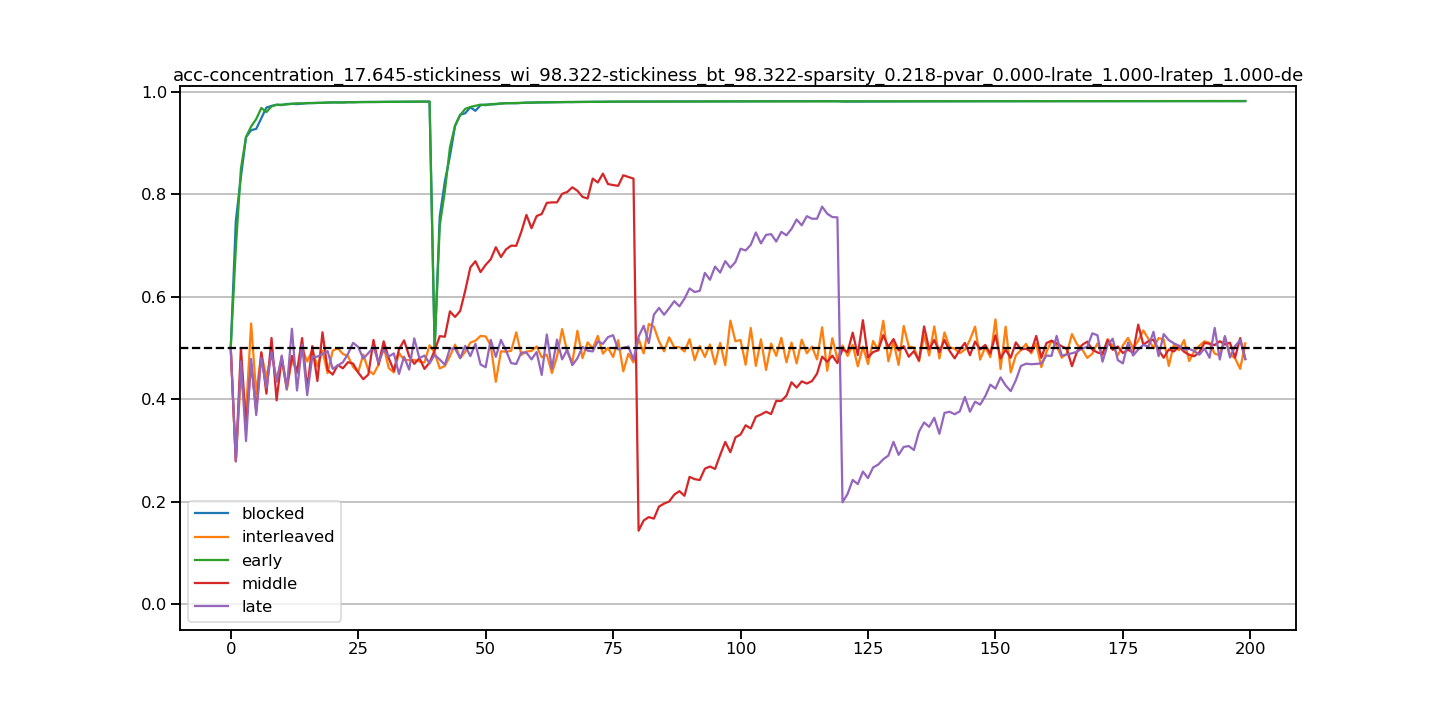 acc-concentration_17.645-stickiness_wi_98.322-stickiness_bt_98.322-sparsity_0.218-pvar_0.000-lrate_1.000-lratep_1.000-de
1.0
0.8
0.6
0.4
0.2
0.0
blocked
interleaved
early
middle
late
0 25 50 75 100 125 150 175 200